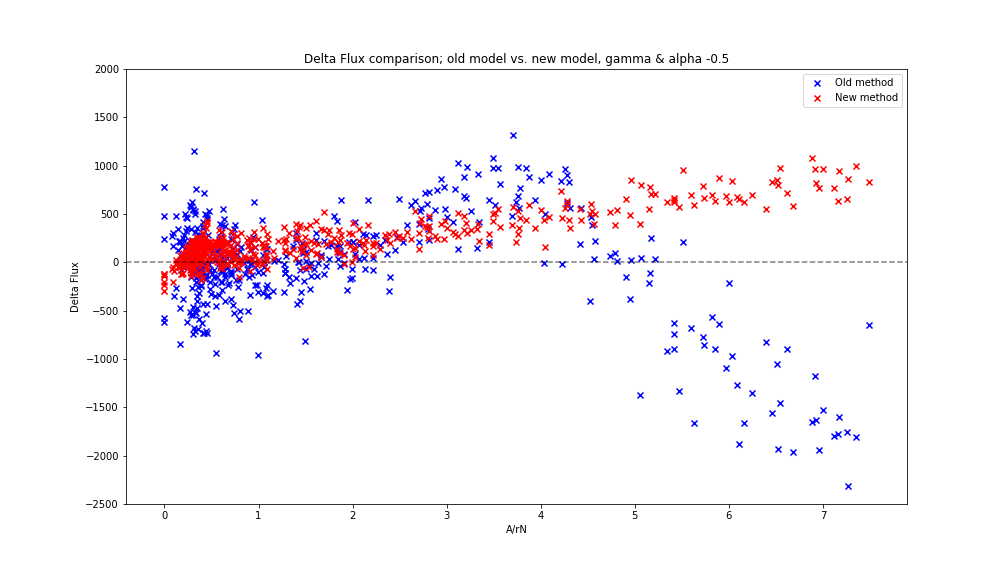 Delta Flux comparison; old model vs. new model, gamma & alpha -0.5
Old method
New method
2000
1500
1000
500
0
−500
−1000
−1500
−2000
−2500
Delta Flux
0 1 2 3 4 5 6 7
A/rN